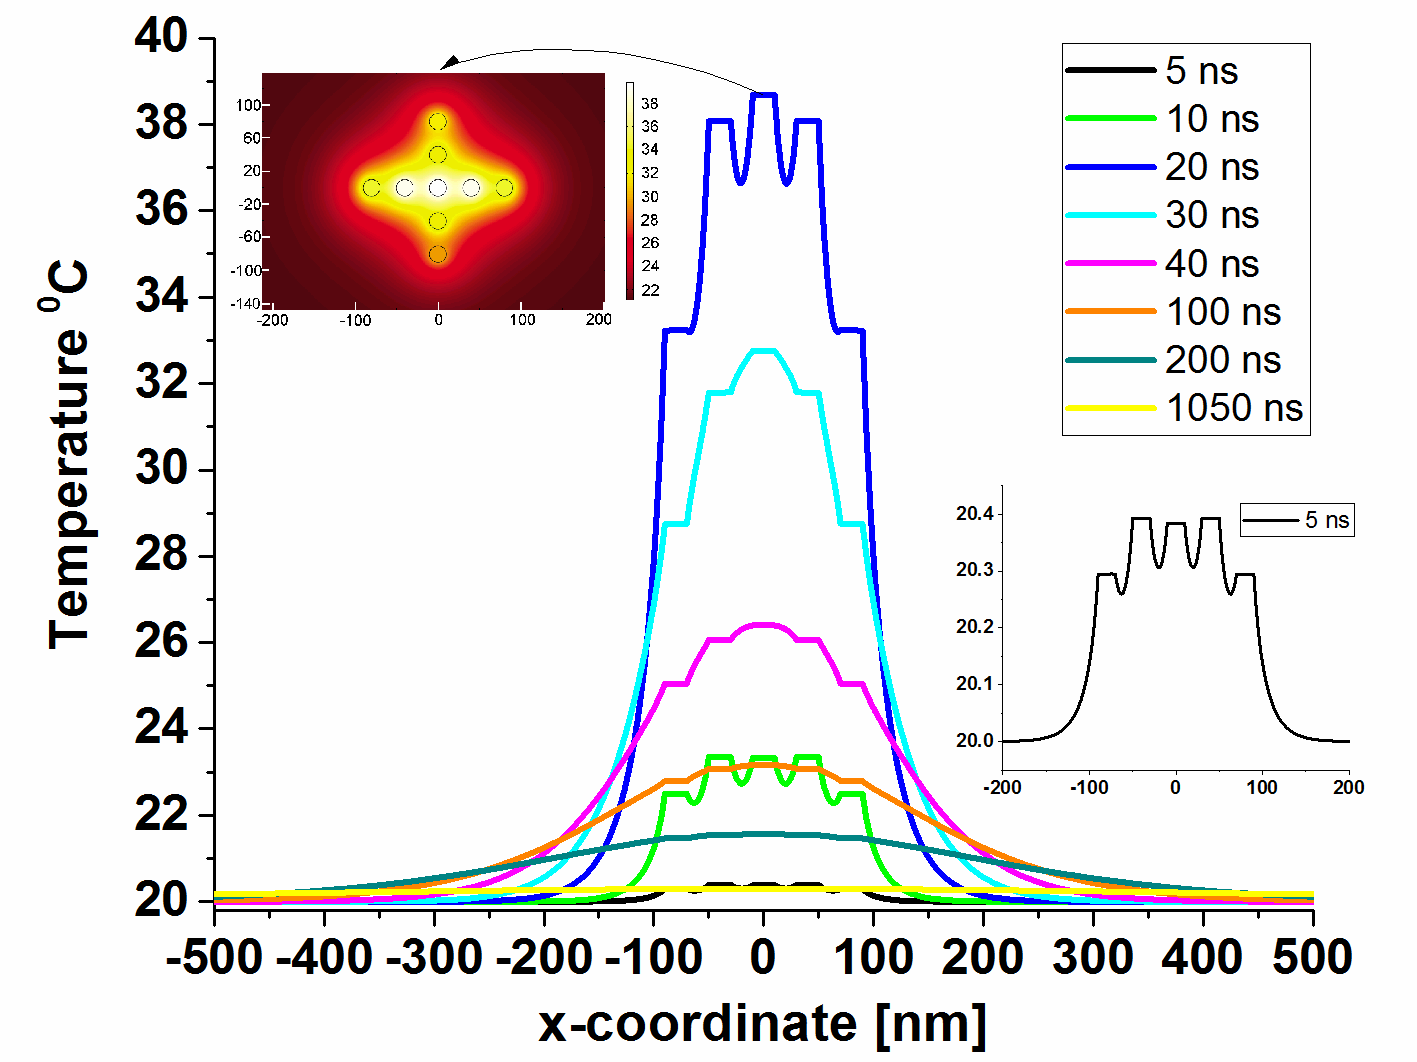 40
38
36
34
32
30
28
26
24
22
20
Temperature ⁰C
-500 -400 -300 -200 -100 0 100 200 300 400 500
x-coordinate [nm]
100
60
20
-20
-60
-100
-140
-200 -100 0 100 200
38
36
34
32
30
28
26
24
22
5 ns
10 ns
20 ns
30 ns
40 ns
100 ns
200 ns
1050 ns
20.4
20.3
20.2
20.1
20.0
-200 -100 0 100 200
5 ns